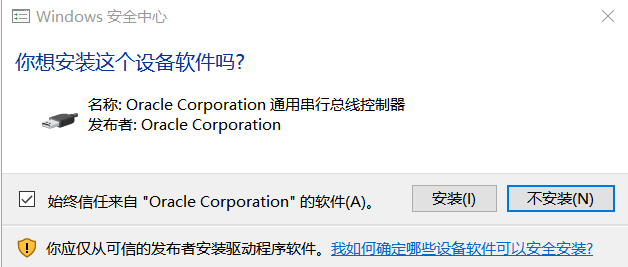 Windows 安全中心
你想安装这个设备软件吗?
名称: Oracle Corporation 通用串行总线控制器
发布者: Oracle Corporation
始终信任来自 "Oracle Corporation" 的软件(A)。
安装(I)
不安装(N)
你应仅从可信的发布者安装驱动程序软件。我如何确定哪些设备软件可以安全安装?